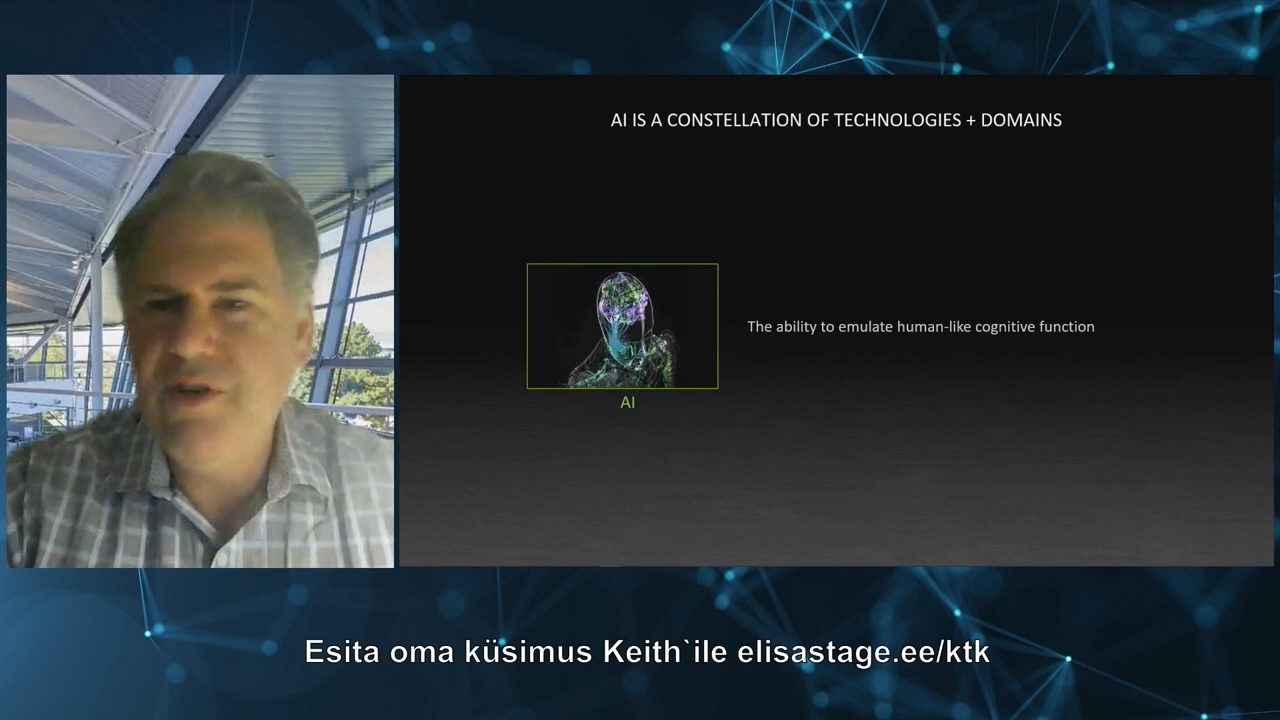 AI IS A CONSTELLATION OF TECHNOLOGIES + DOMAINS
The ability to emulate human-like cognitive function
AI
Esita oma küsimus Keith`ile elisastage.ee/ktk